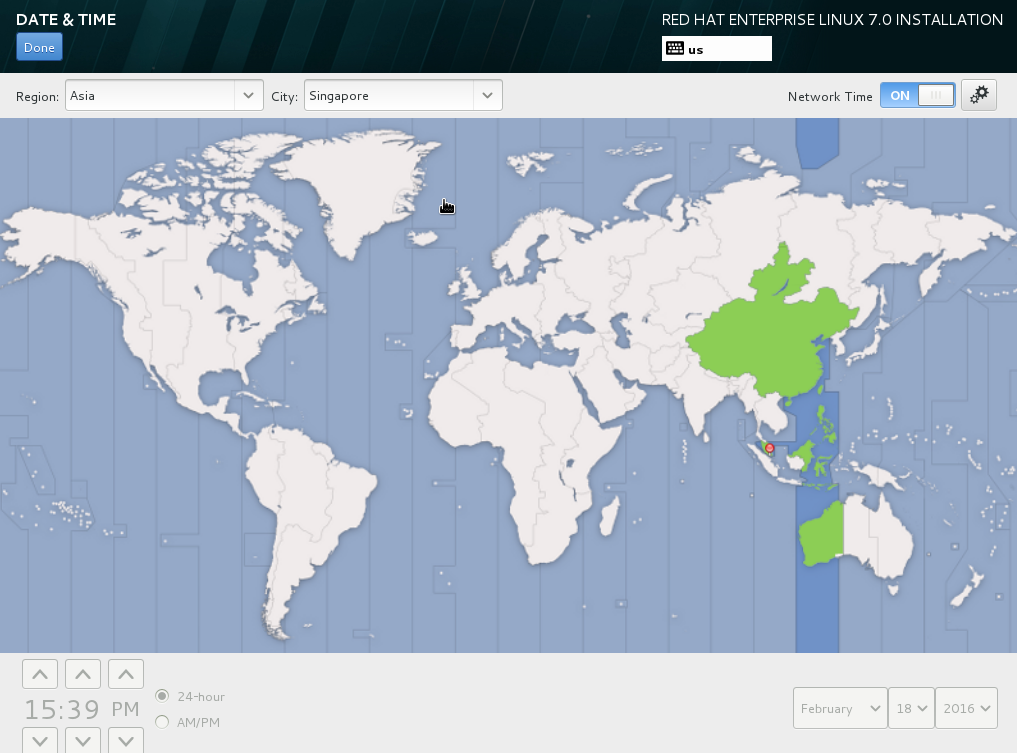 DATE & TIME
RED HAT ENTERPRISE LINUX 7.0 INSTALLATION
Done
us
Region: Asia City: Singapore Network Time ON
15:39 PM
24-hour
AM/PM
February 18 2016